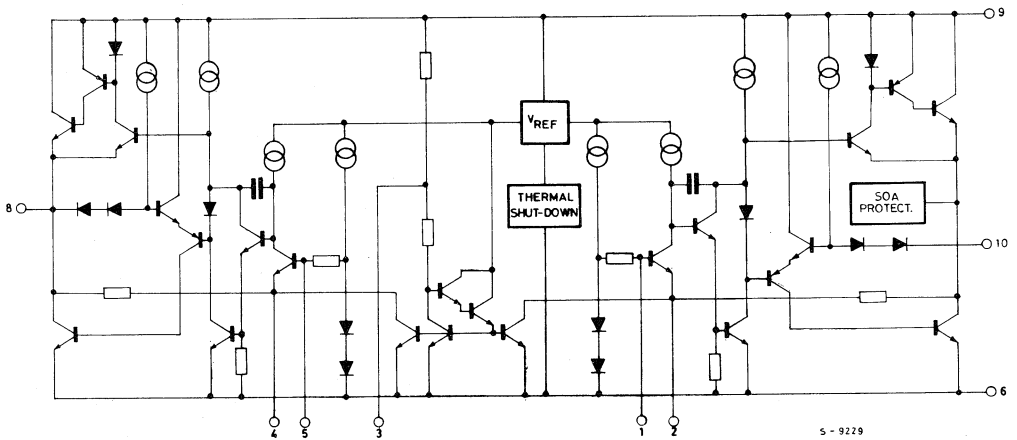 9
V REF
THERMAL
SHUT-DOWN
SOA
PROTECT.
8
10
6
4
5
3
1
2
S - 9229